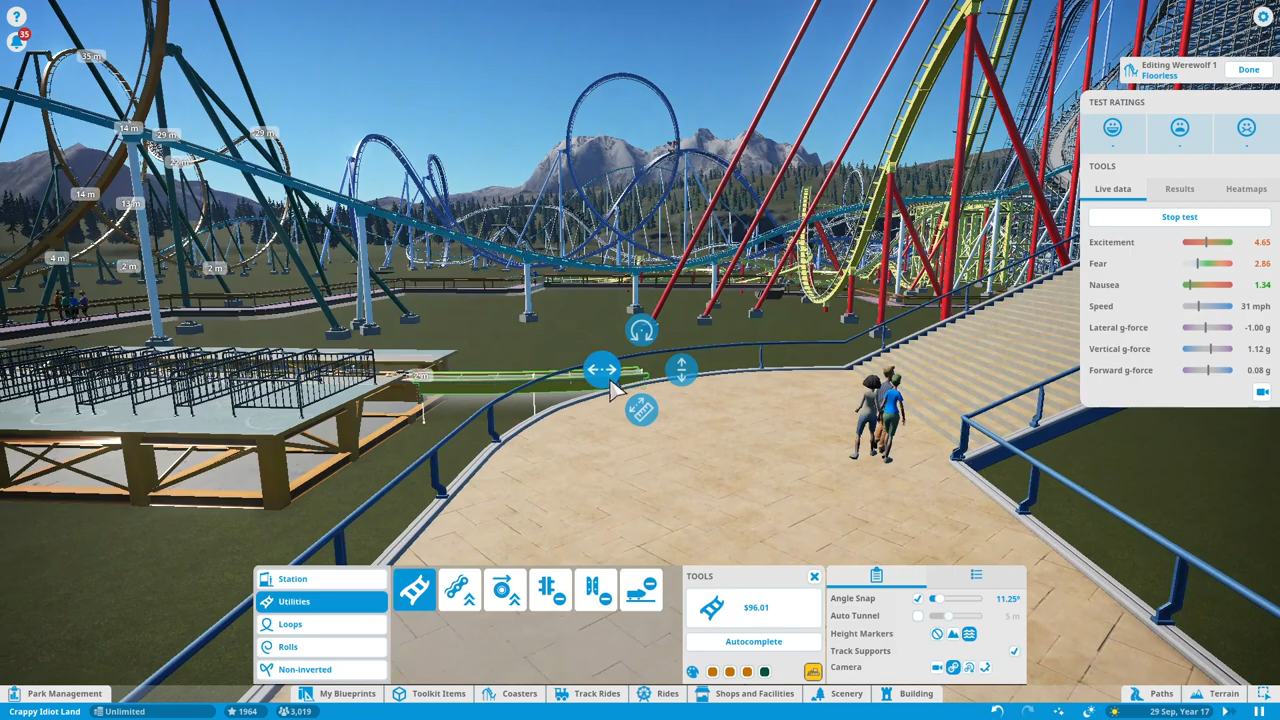 ?
35
35 m
14 m
29 m
29 m
14 m
13 m
4 m
2 m
2 m
Editing Werewolf 1
Floorless
Done
TEST RATINGS
-
-
-
TOOLS
Live data
Results
Heatmaps
Stop test
Excitement 4.65
Fear 2.86
Nausea 1.34
Speed 31 mph
Lateral g-force -1.00 g
Vertical g-force 1.12 g
Forward g-force 0.08 g
Station
Utilities
Loops
Rolls
Non-inverted
TOOLS
$96.01
Autocomplete
Angle Snap 11.25°
Auto Tunnel 5 m
Height Markers
Track Supports
Camera
Park Management
My Blueprints
Toolkit Items
Coasters
Track Rides
Rides
Shops and Facilities
Scenery
Building
Paths
Terrain
Crappy Idiot Land
Unlimited
1964
3,019
29 Sep, Year 17